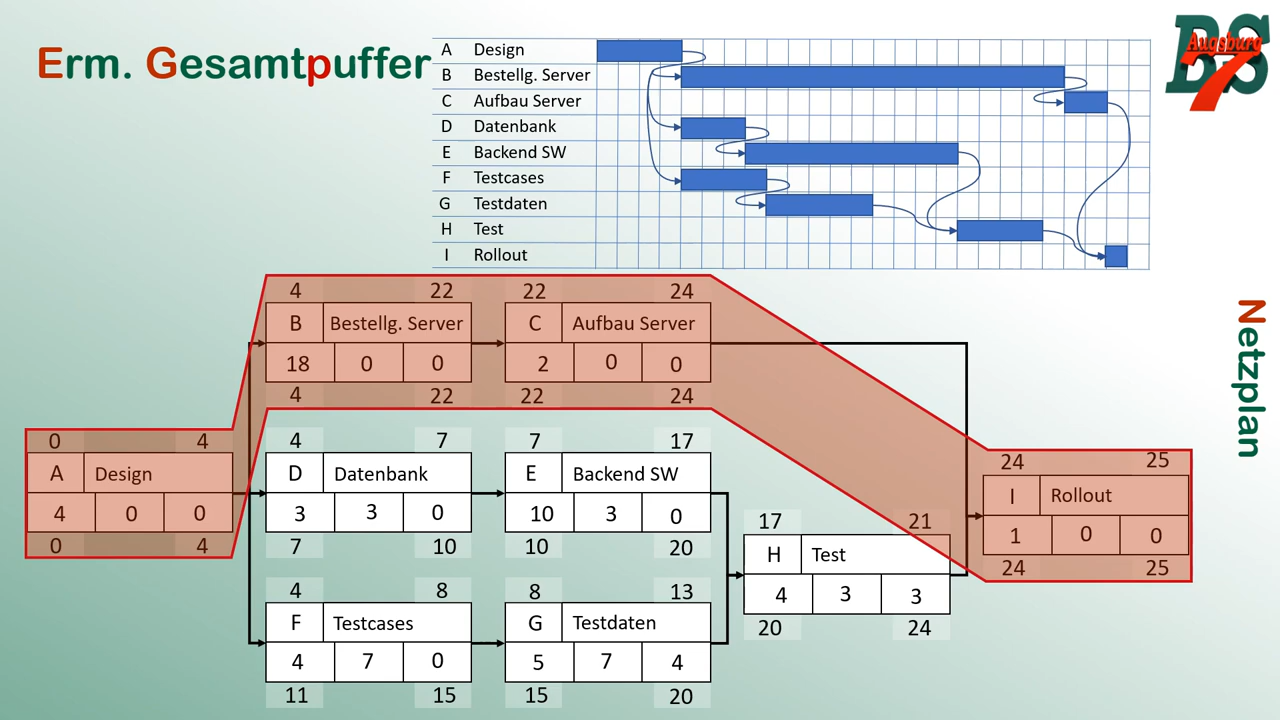 Erm. Gesamtpuffer
A Design
B Bestellg. Server
C Aufbau Server
D Datenbank
E Backend SW
F Testcases
G Testdaten
H Test
I Rollout
BS
Augsburg
7
Netzplan
4 22
B Bestellg. Server
18 0 0
4 22
22 24
C Aufbau Server
2 0 0
22 24
0 4
A Design
4 0 0
0 4
4 7
D Datenbank
3 3 0
7 10
7 17
E Backend SW
10 3 0
10 20
24 25
I Rollout
1 0 0
24 25
17 21
H Test
4 3 3
20 24
4 8
F Testcases
4 7 0
11 15
8 13
G Testdaten
5 7 4
15 20